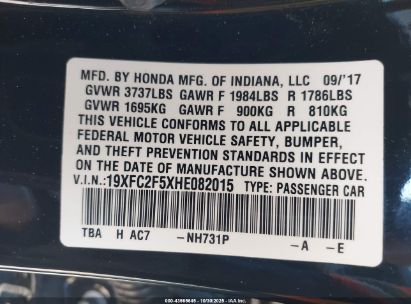 MFD. BY HONDA MFG. OF INDIANA, LLC 09/'17
GVWR 3737LBS GAWR F 1984LBS R 1786LBS
GVWR 1695KG GAWR F 900KG R 810KG
THIS VEHICLE CONFORMS TO ALL APPLICABLE
FEDERAL MOTOR VEHICLE SAFETY, BUMPER,
AND THEFT PREVENTION STANDARDS IN EFFECT
ON THE DATE OF MANUFACTURE SHOWN ABOVE.
V.I.N.: 19XFC2F5XHE082015 TYPE: PASSENGER CAR
TBA H AC7 -NH731P -A -E